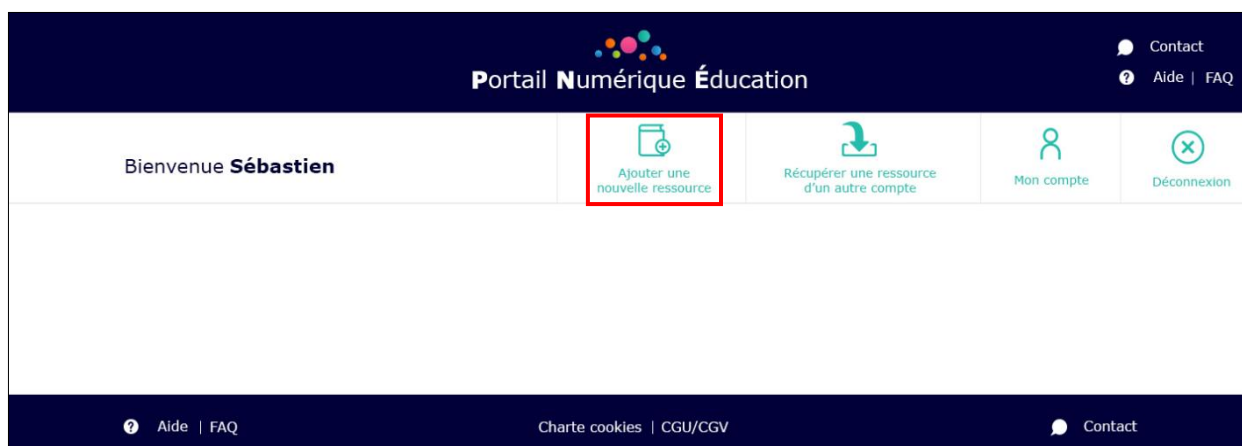 Portail Numérique Éducation
Contact
Aide | FAQ
Bienvenue Sébastien
Ajouter une
nouvelle ressource
Récupérer une ressource
d'un autre compte
Mon compte
Déconnexion
Aide | FAQ
Charte cookies | CGU/CGV
Contact